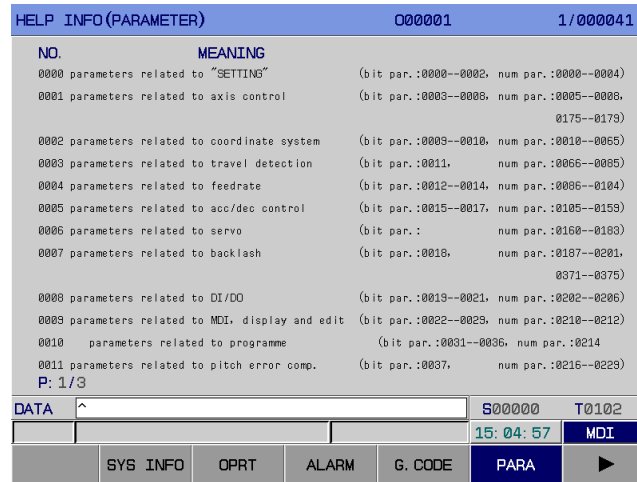 HELP INFO(PARAMETER) O00001 1/000041
NO. MEANING
0000 parameters related to "SETTING" (bit par.:0000--0002, num par.:0000--0004)
0001 parameters related to axis control (bit par.:0003--0008, num par.:0005--0008,
0175--0179)
0002 parameters related to coordinate system (bit par.:0009--0010, num par.:0010--0065)
0003 parameters related to travel detection (bit par.:0011, num par.:0066--0085)
0004 parameters related to feedrate (bit par.:0012--0014, num par.:0086--0104)
0005 parameters related to acc/dec control (bit par.:0015--0017, num par.:0105--0159)
0006 parameters related to servo (bit par.: num par.:0160--0183)
0007 parameters related to backlash (bit par.:0018, num par.:0187--0201,
0371--0375)
0008 parameters related to DI/DO (bit par.:0019--0021, num par.:0202--0206)
0009 parameters related to MDI, display and edit (bit par.:0022--0029, num par.:0210--0212)
0010 parameters related to programme (bit par.:0031--0036, num par.:0214
0011 parameters related to pitch error comp. (bit par.:0037, num par.:0216--0229)
P: 1/3
DATA ^ S00000 T0102
15:04:57 MDI
SYS INFO OPRT ALARM G. CODE PARA ▶